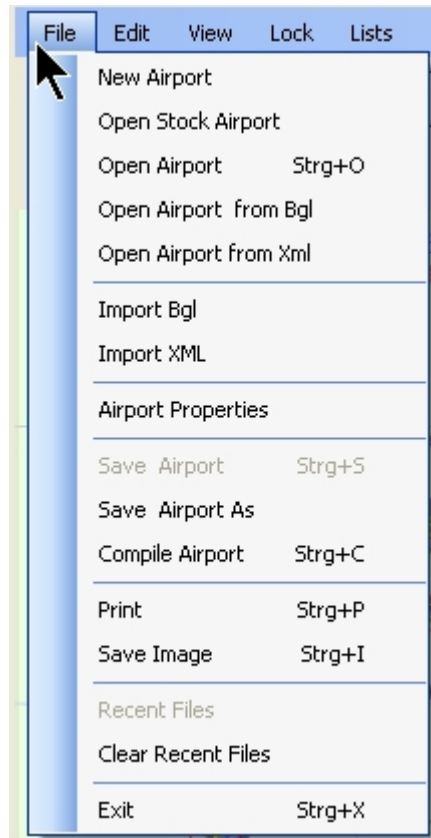 File Edit View Lock Lists
New Airport
Open Stock Airport
Open Airport Strg+O
Open Airport from Bgl
Open Airport from Xml
Import Bgl
Import XML
Airport Properties
Save Airport Strg+S
Save Airport As
Compile Airport Strg+C
Print Strg+P
Save Image Strg+I
Recent Files
Clear Recent Files
Exit Strg+X